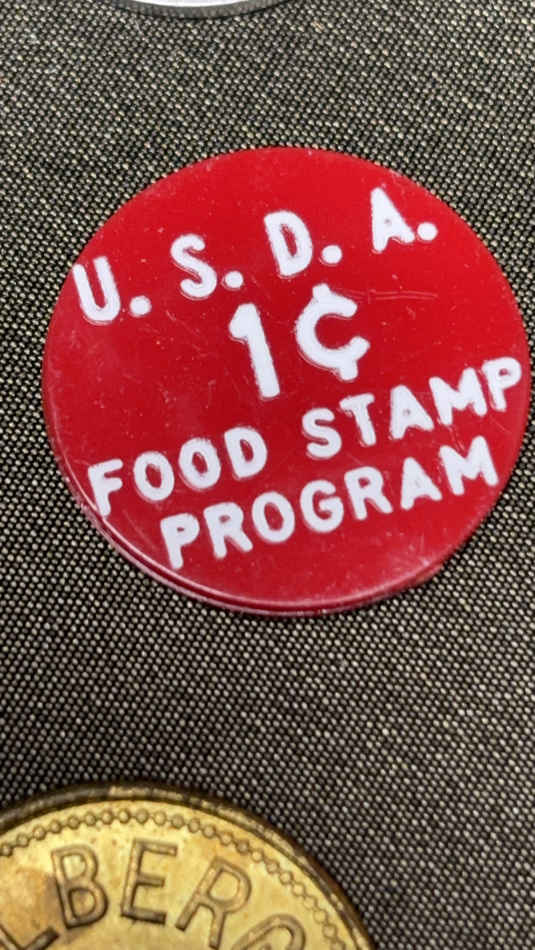 U. S. D. A.
1¢
FOOD STAMP
PROGRAM